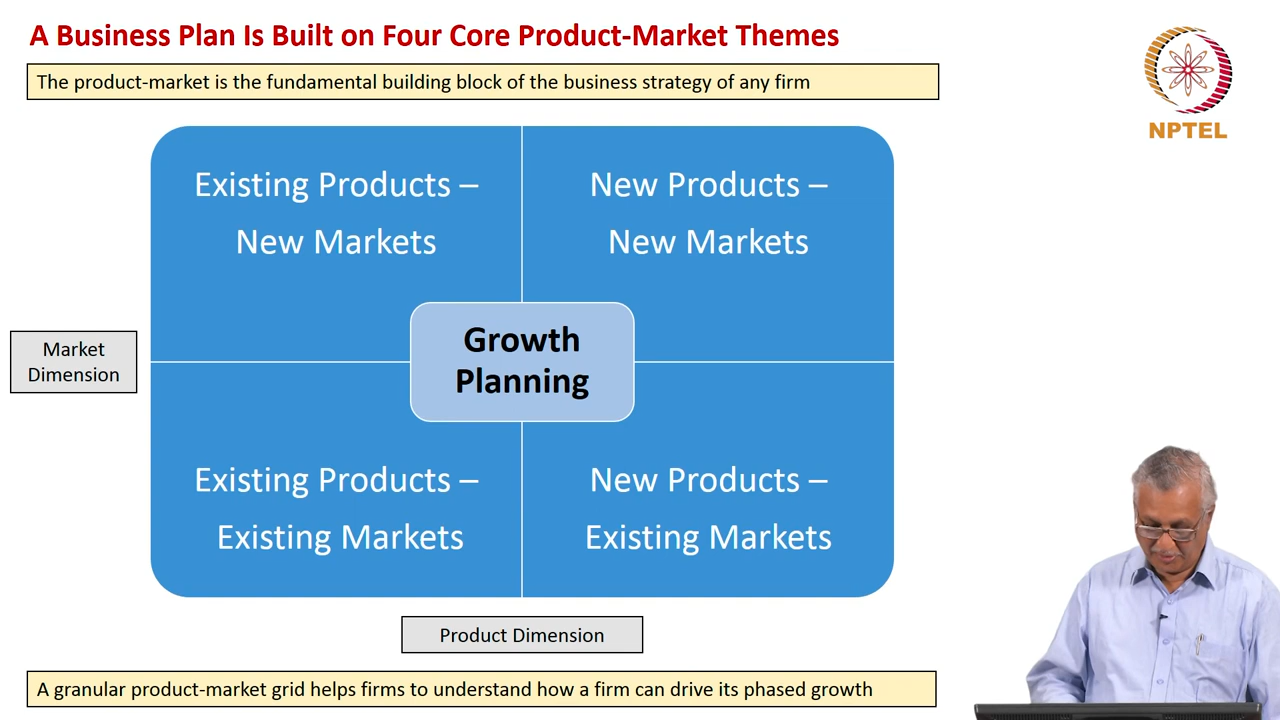 A Business Plan Is Built on Four Core Product-Market Themes
The product-market is the fundamental building block of the business strategy of any firm
NPTEL
Existing Products –
New Markets
New Products –
New Markets
Market
Dimension
Growth
Planning
Existing Products –
Existing Markets
New Products –
Existing Markets
Product Dimension
A granular product-market grid helps firms to understand how a firm can drive its phased growth